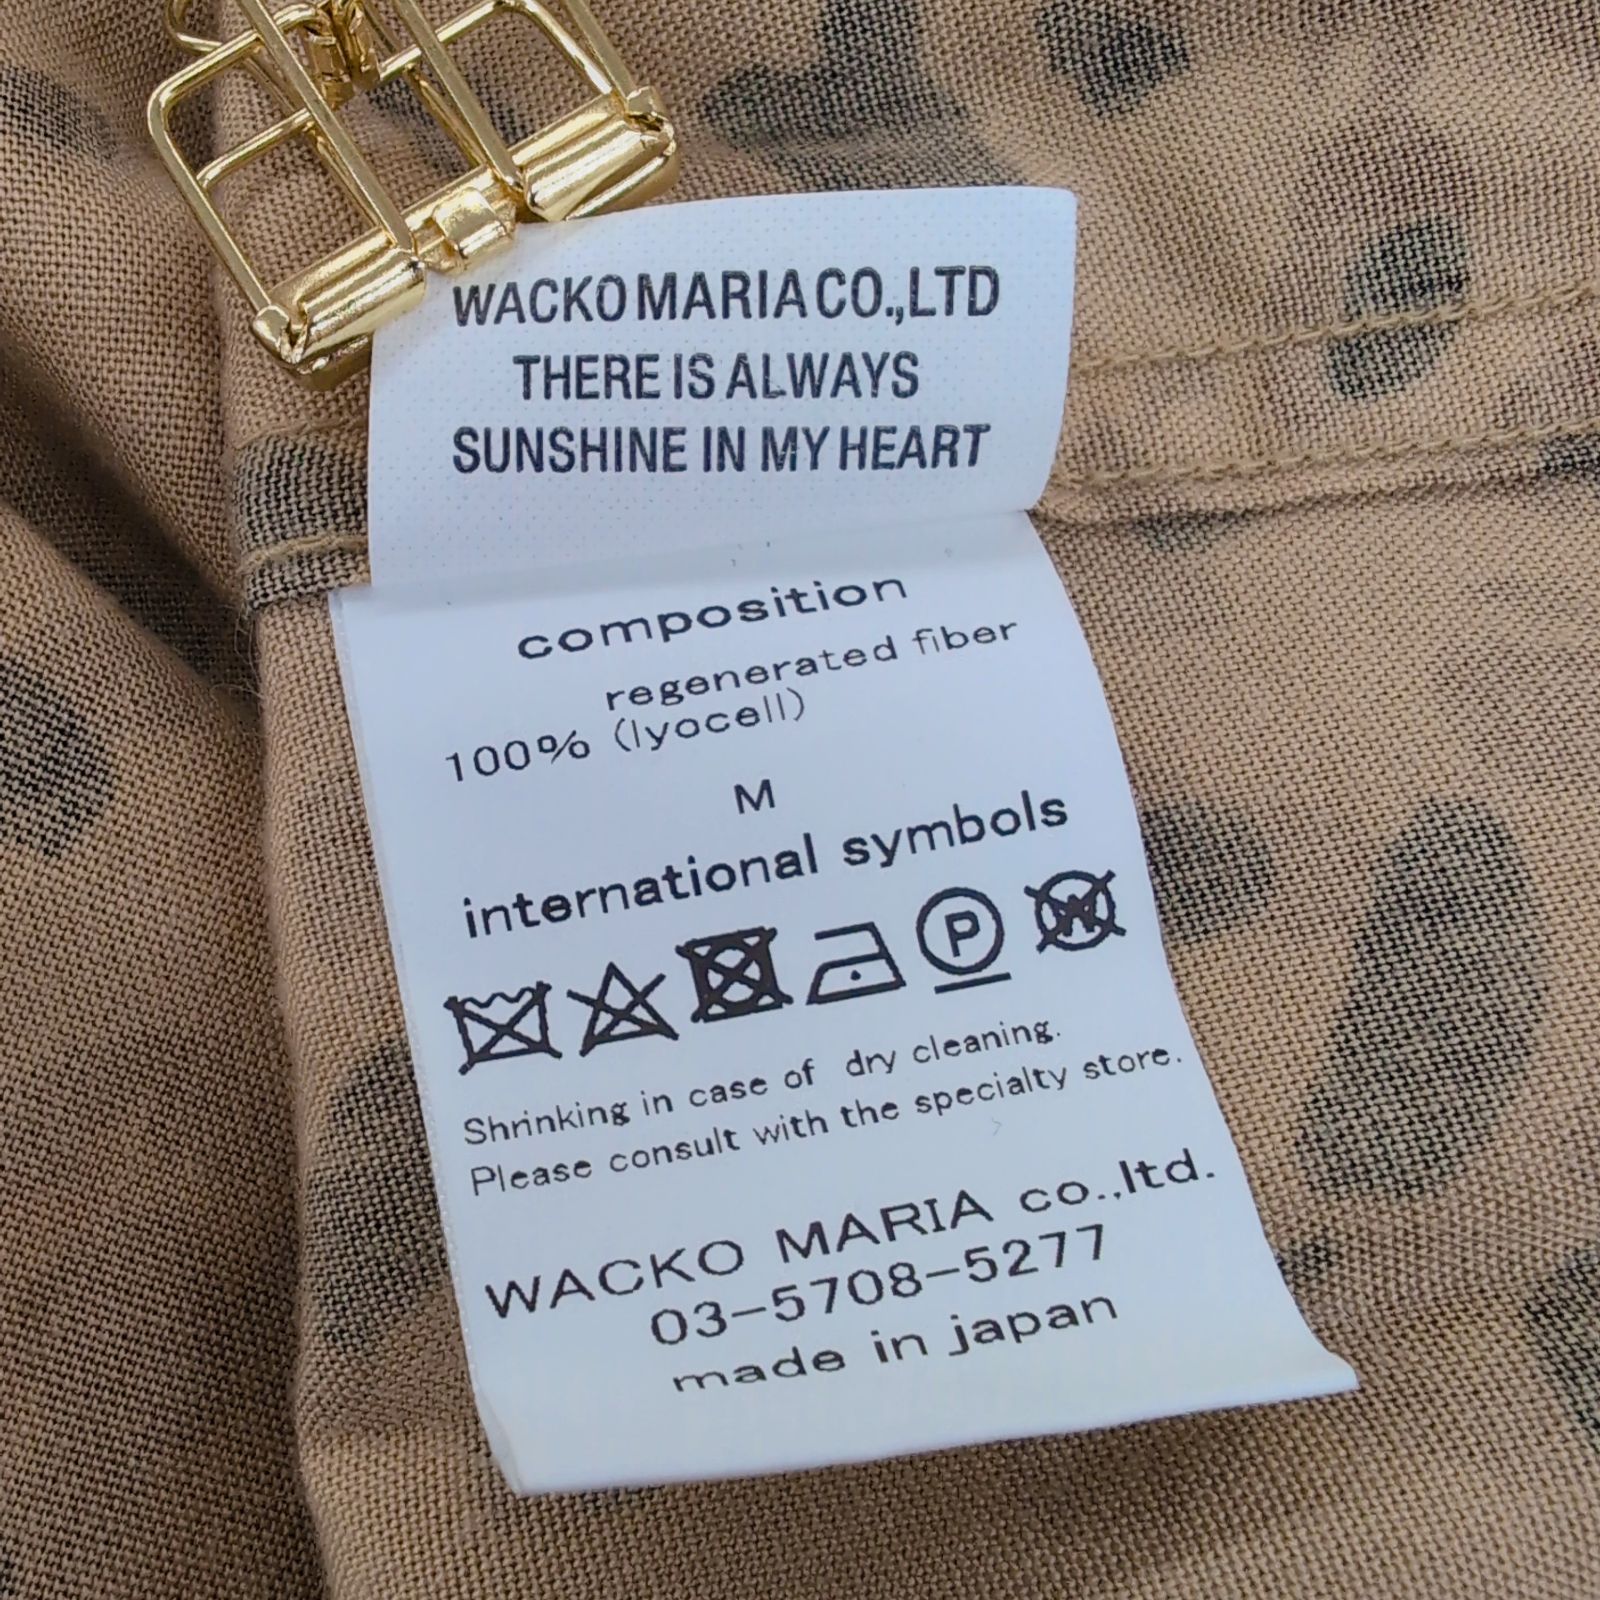 WACKO MARIA CO.,LTD
THERE IS ALWAYS
SUNSHINE IN MY HEART
composition
regenerated fiber
100% (lyocell)
M
international symbols
P W
Shrinking in case of dry cleaning.
Please consult with the specialty store.
WACKO MARIA co.,ltd.
03-5708-5277
made in japan